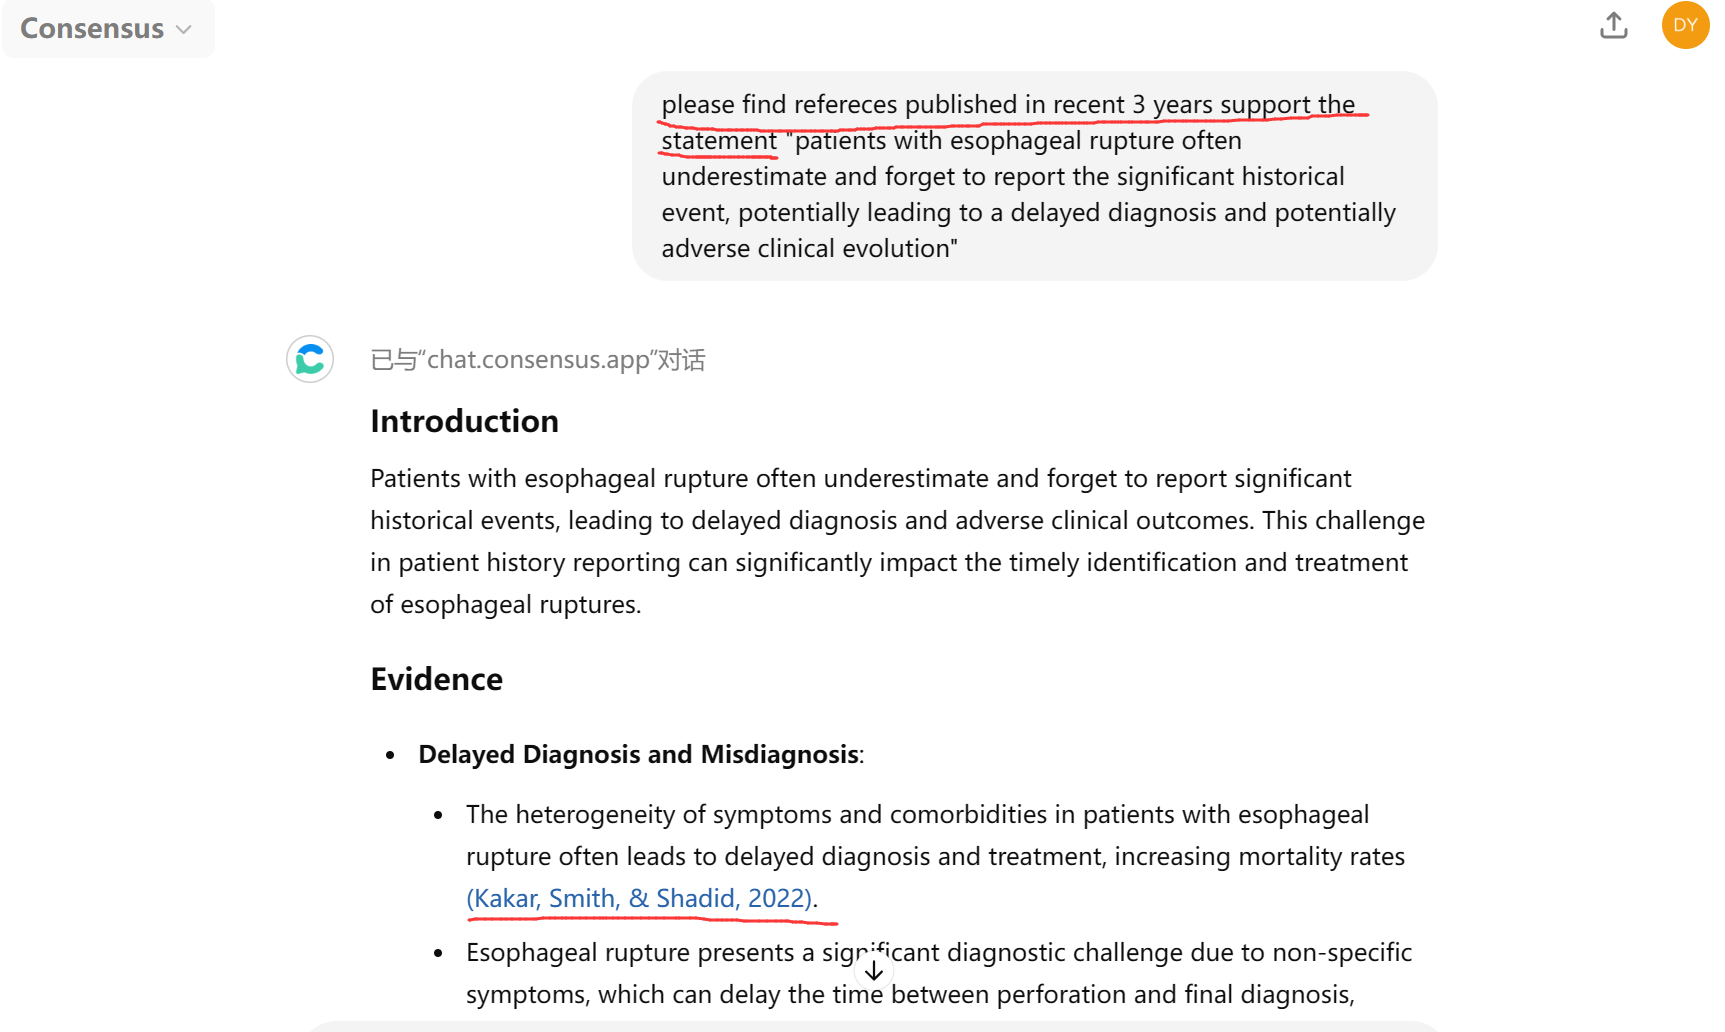 Consensus
DY
please find refereces published in recent 3 years support the
statement "patients with esophageal rupture often
underestimate and forget to report the significant historical
event, potentially leading to a delayed diagnosis and potentially
adverse clinical evolution"
已与“chat.consensus.app”对话
Introduction
Patients with esophageal rupture often underestimate and forget to report significant
historical events, leading to delayed diagnosis and adverse clinical outcomes. This challenge
in patient history reporting can significantly impact the timely identification and treatment
of esophageal ruptures.
Evidence
• Delayed Diagnosis and Misdiagnosis:
• The heterogeneity of symptoms and comorbidities in patients with esophageal
rupture often leads to delayed diagnosis and treatment, increasing mortality rates
(Kakar, Smith, & Shadid, 2022).
• Esophageal rupture presents a significant diagnostic challenge due to non-specific
symptoms, which can delay the time between perforation and final diagnosis,